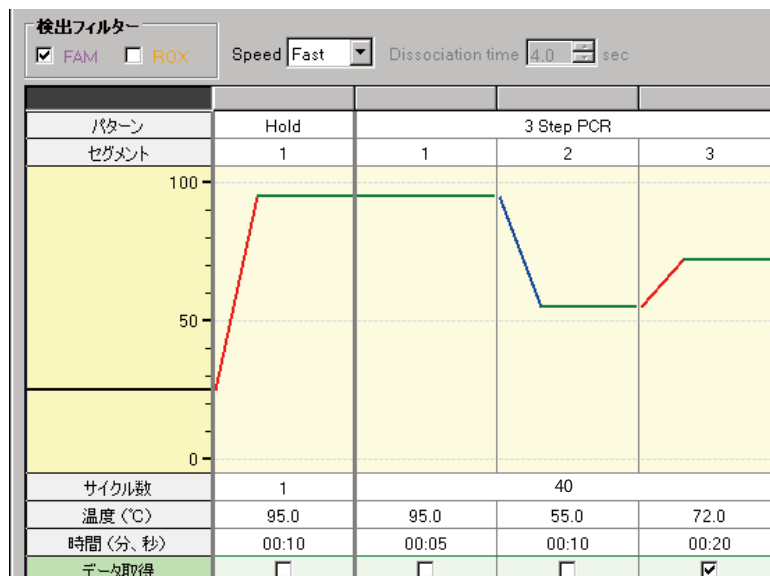 検出フィルター
FAM ROX Speed Fast Dissociation time 4.0 sec
パターン Hold 3 Step PCR
セグメント 1 1 2 3
100
50
0
サイクル数 1 40
温度(℃) 95.0 95.0 55.0 72.0
時間(分、秒) 00:10 00:05 00:10 00:20
データ取得